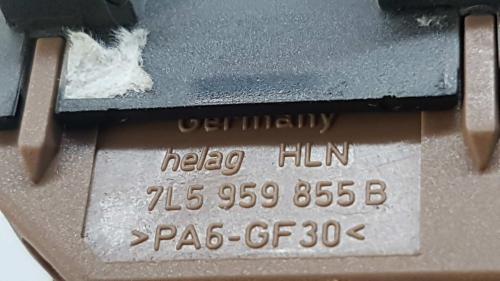 Germany
helag HLN
7L5 959 855 B
>PA6-GF30<